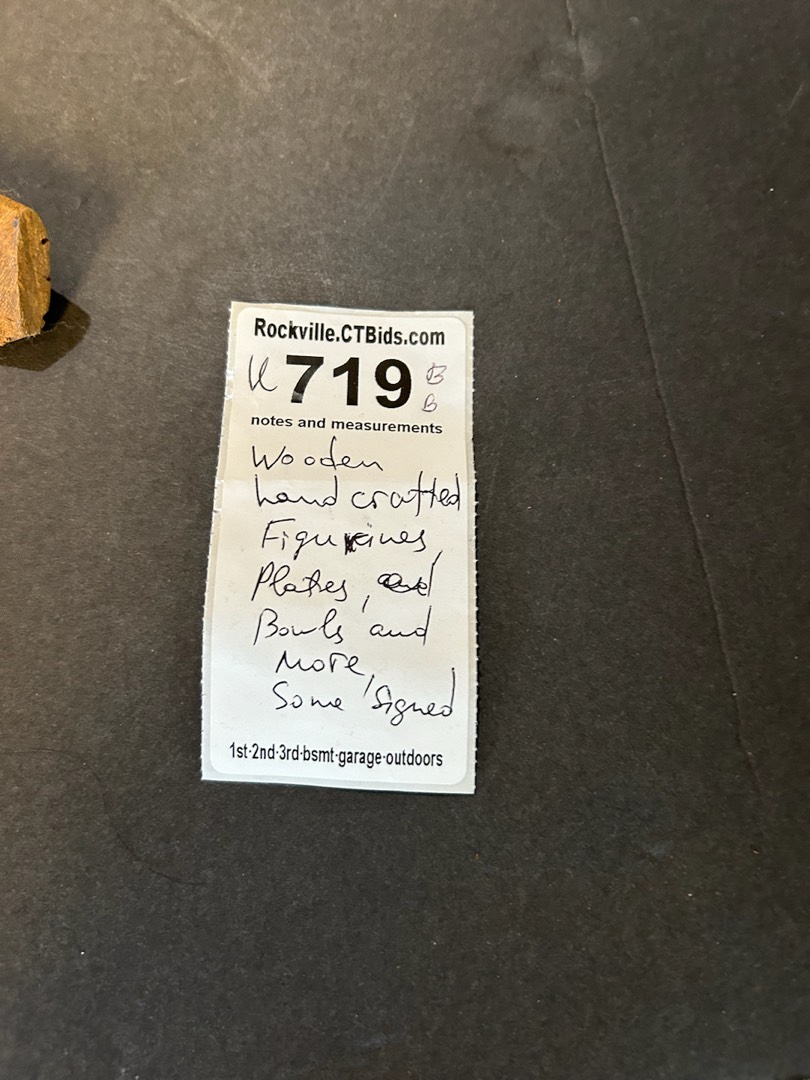 Rockville.CTBids.com
K 719 B
B
notes and measurements
Wooden
hand crafted
Figurines,
Plates, and
Bowls and
More,
Some signed
1st·2nd·3rd·bsmt·garage·outdoors